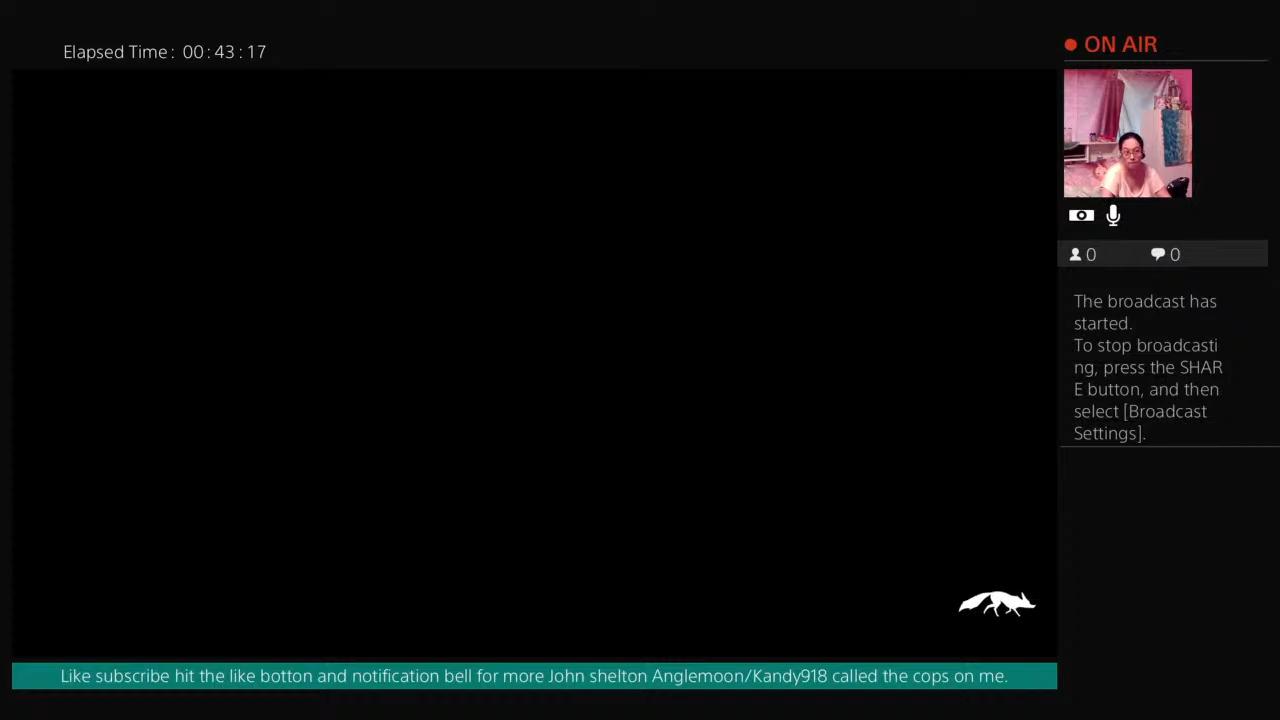 Elapsed Time: 00:43:17
ON AIR
0
0
The broadcast has
started.
To stop broadcasti
ng, press the SHAR
E button, and then
select [Broadcast
Settings].
Like subscribe hit the like botton and notification bell for more John shelton Anglemoon/Kandy918 called the cops on me.